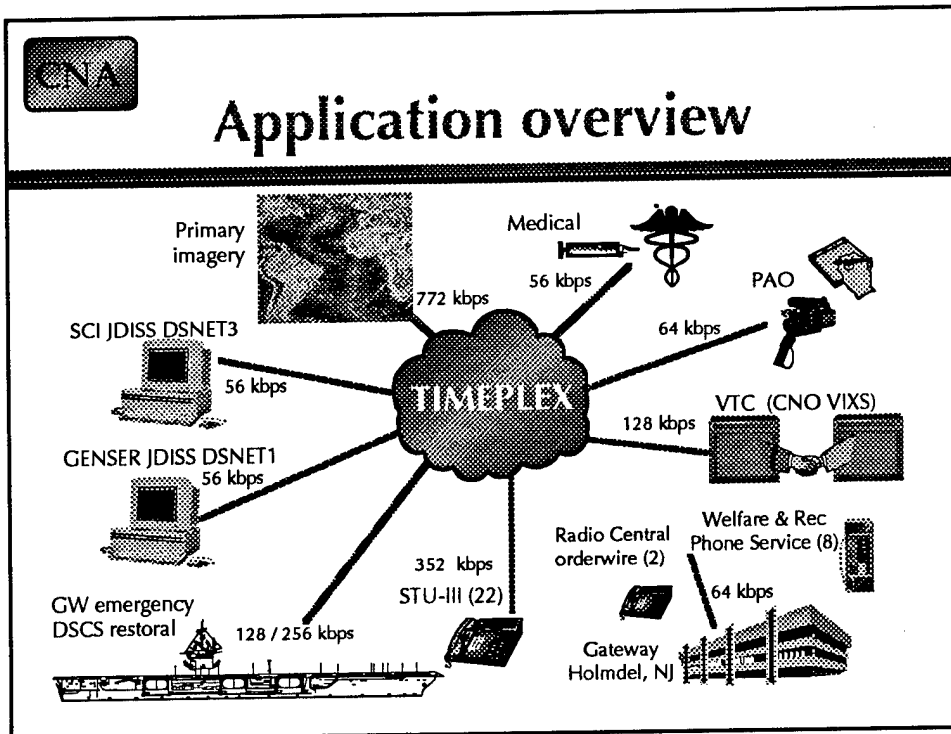 CNA
Application overview
Primary
imagery
772 kbps
Medical
56 kbps
PAO
64 kbps
SCI JDISS DSNET3
56 kbps
TIMEPLEX
VTC (CNO VIXS)
128 kbps
GENSER JDISS DSNET1
56 kbps
352 kbps
STU-III (22)
Radio Central
orderwire (2)
Welfare & Rec
Phone Service (8)
64 kbps
GW emergency
DSCS restoral
128 / 256 kbps
Gateway
Holmdel, NJ